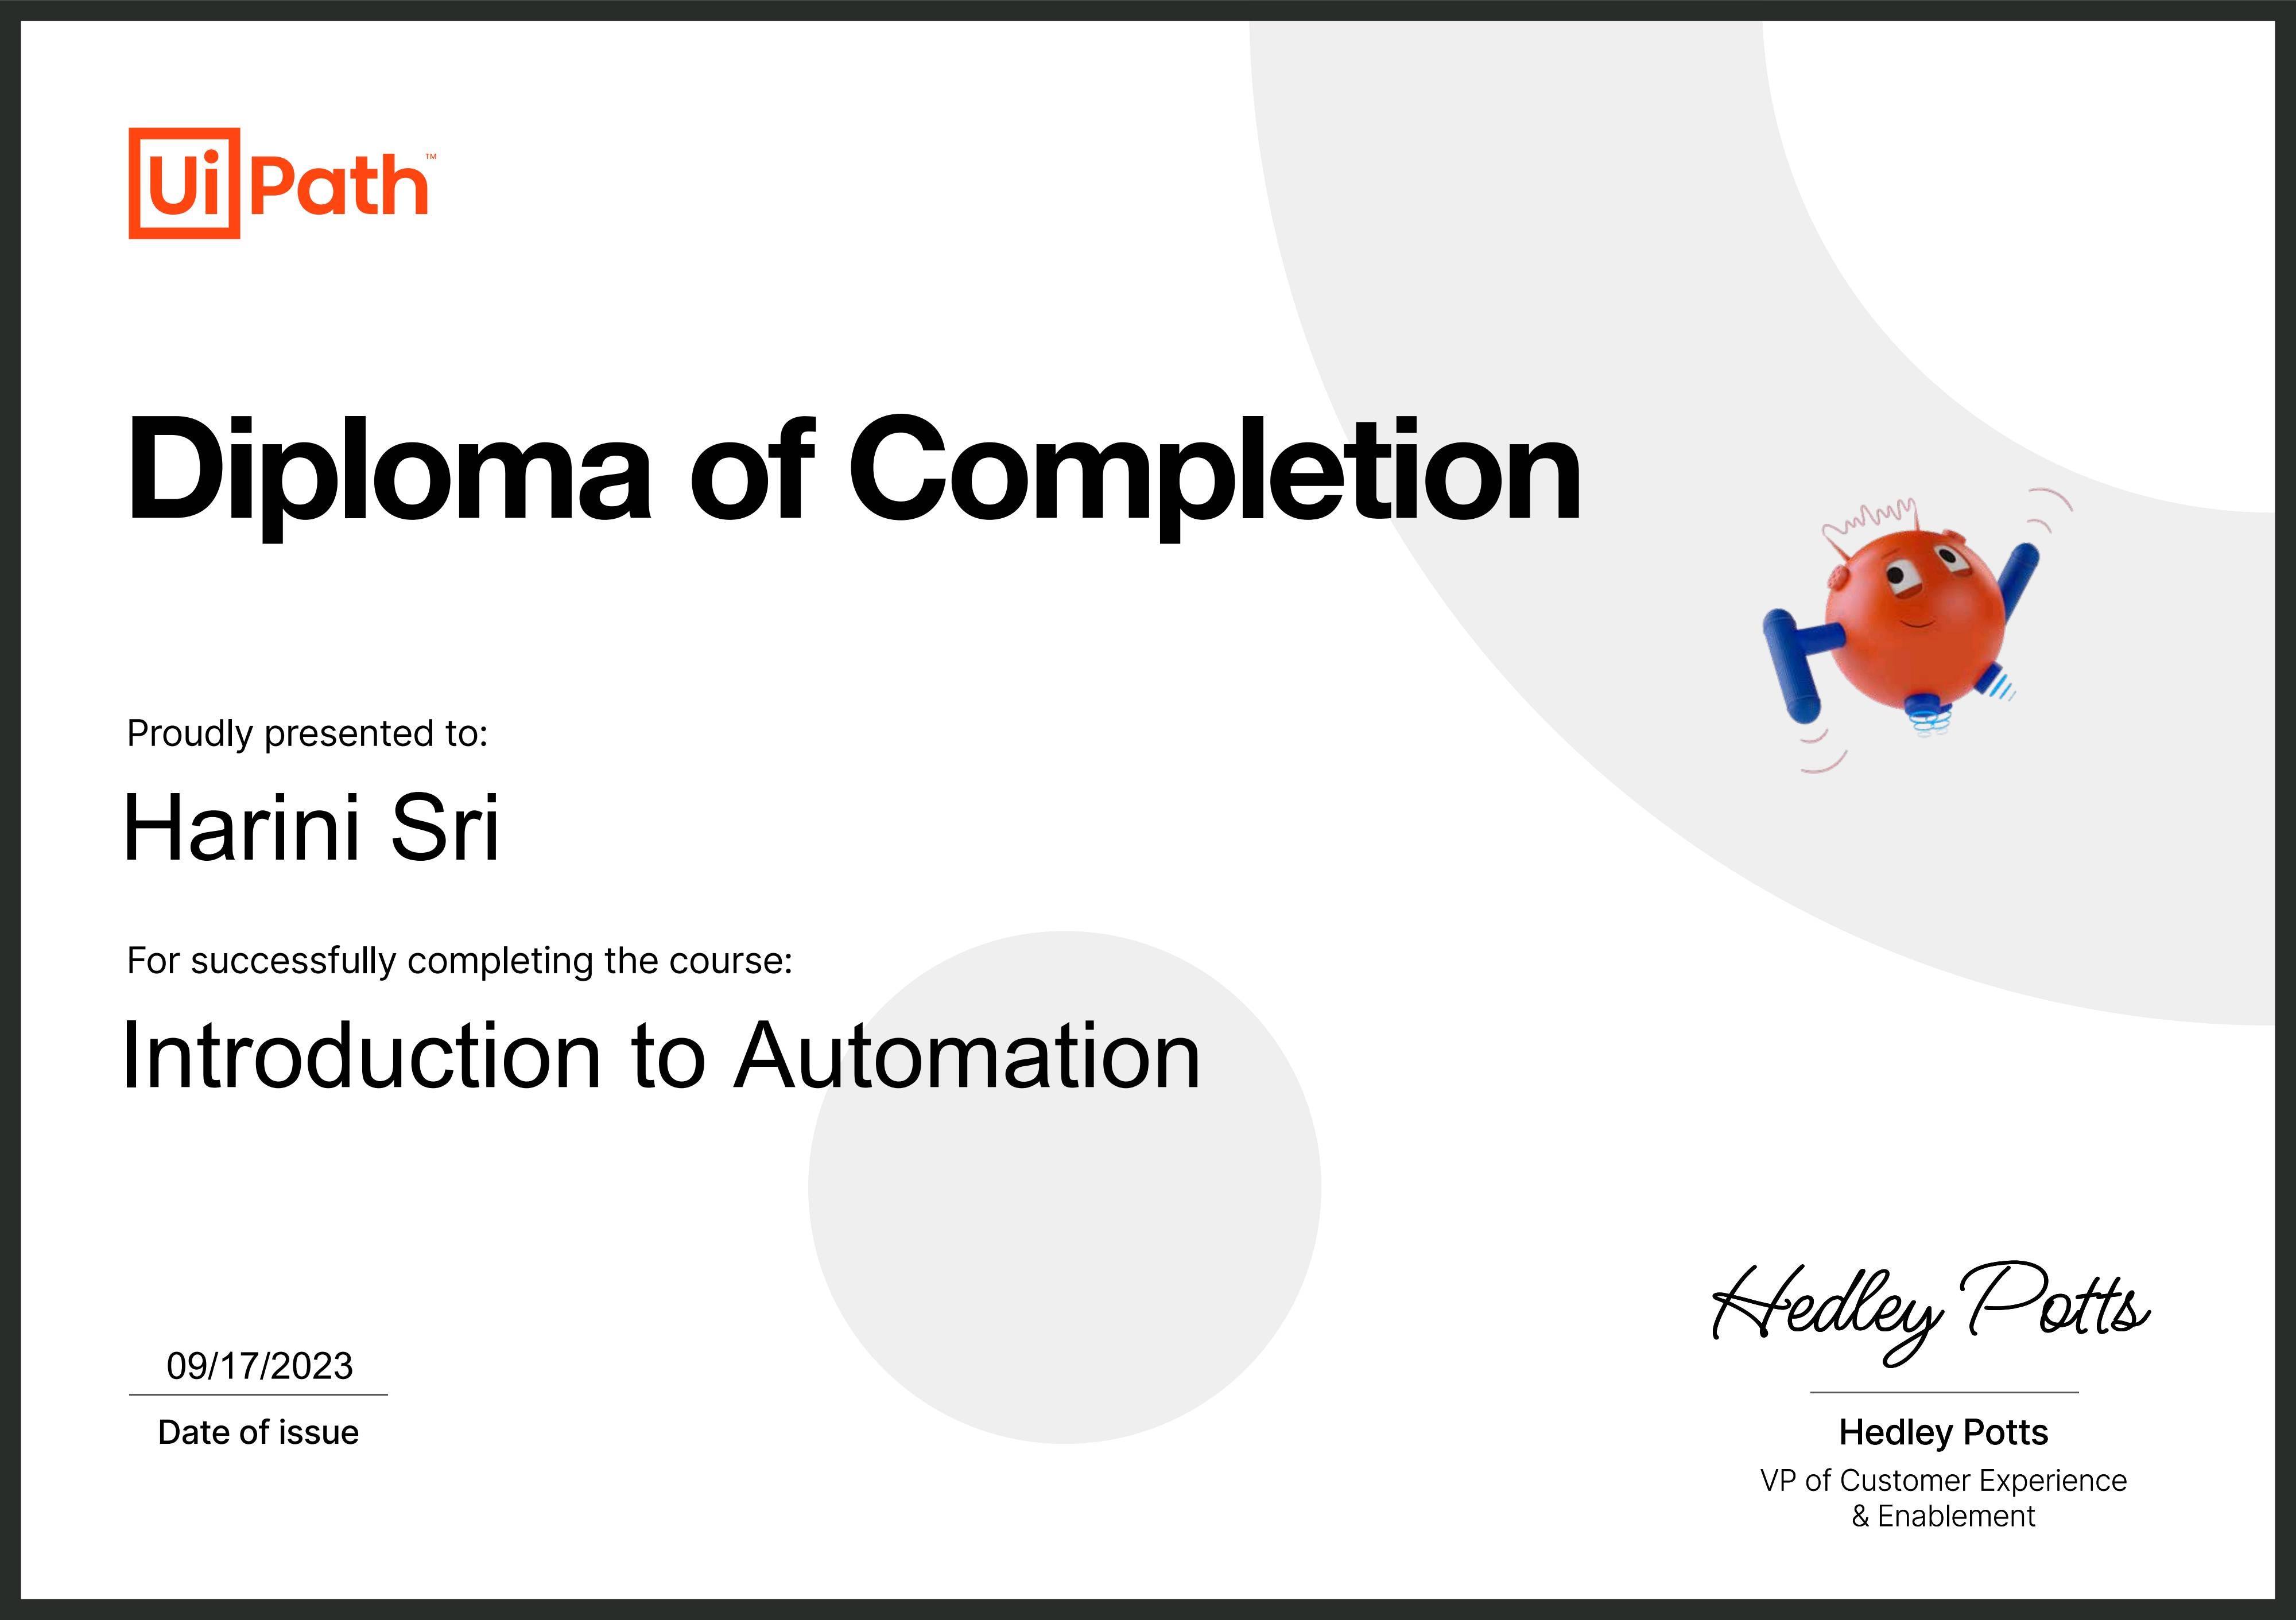 UiPath™
Diploma of Completion
Proudly presented to:
Harini Sri
For successfully completing the course:
Introduction to Automation
09/17/2023
Date of issue
Hedley Potts
Hedley Potts
VP of Customer Experience
& Enablement